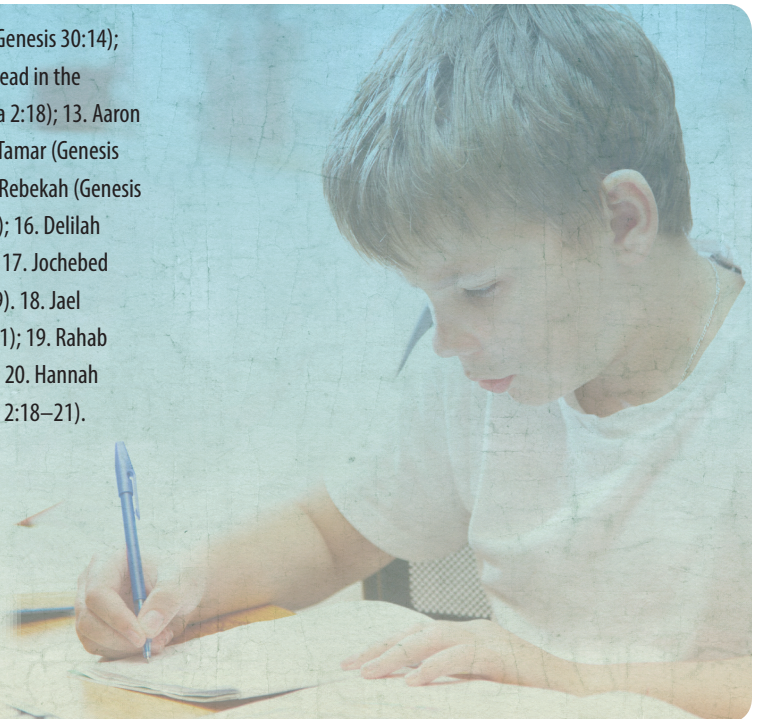 Genesis 30:14);
ead in the
a 2:18); 13. Aaron
Tamar (Genesis
Rebekah (Genesis
); 16. Delilah
17. Jochebed
9). 18. Jael
1); 19. Rahab
20. Hannah
2:18–21).